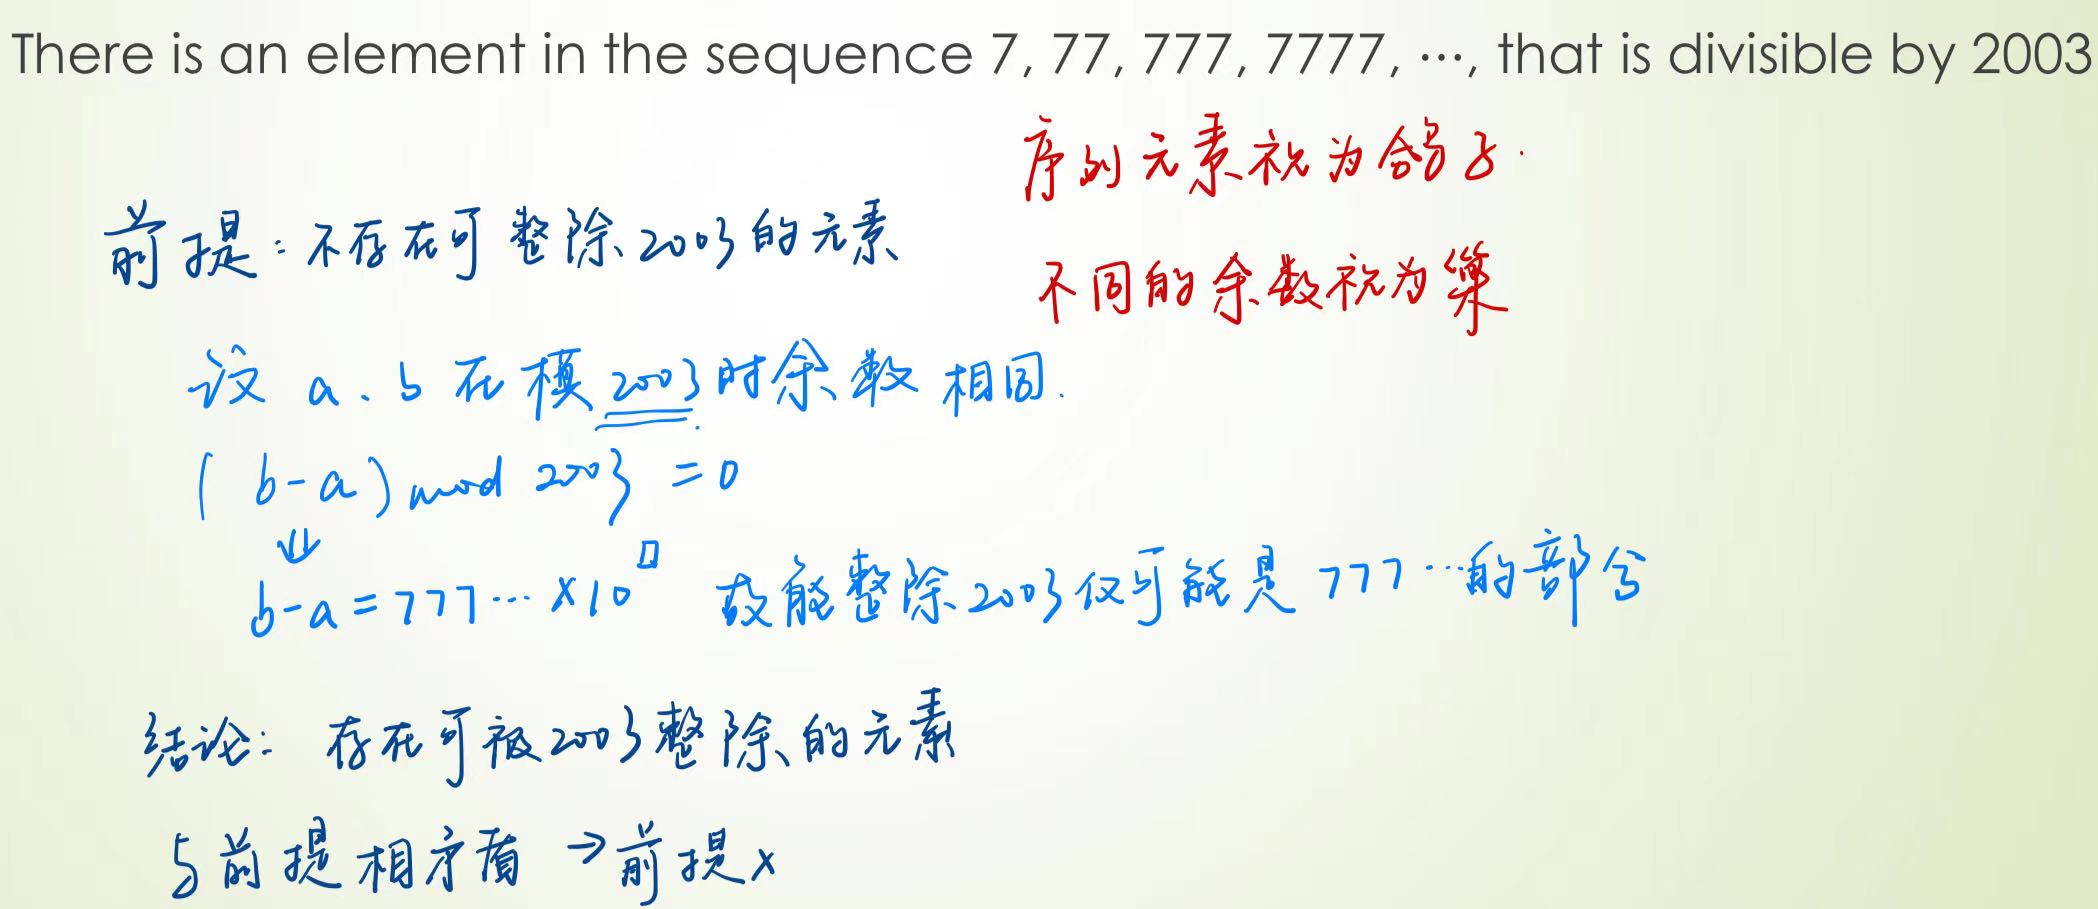 There is an element in the sequence 7, 77, 777, 7777, ⋯, that is divisible by 2003
序列元素视为鸽子.
前提:不存在可整除2003的元素
不同的余数视为巢
设 a、b 在模2003时余数相同.
(b-a) mod 2003 = 0
⇓
b-a=777⋯×10^□ 故能整除2003仅可能是777⋯的部分
结论: 存在可被2003整除的元素
与前提相矛盾 →前提×